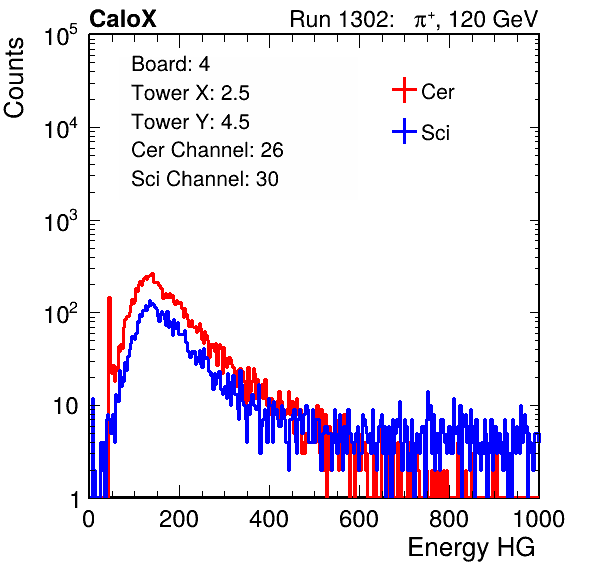 CaloX Run 1302: π⁺, 120 GeV
Counts
10⁵
10⁴
10³
10²
10
1
Board: 4
Tower X: 2.5
Tower Y: 4.5
Cer Channel: 26
Sci Channel: 30
Cer
Sci
0 200 400 600 800 1000
Energy HG